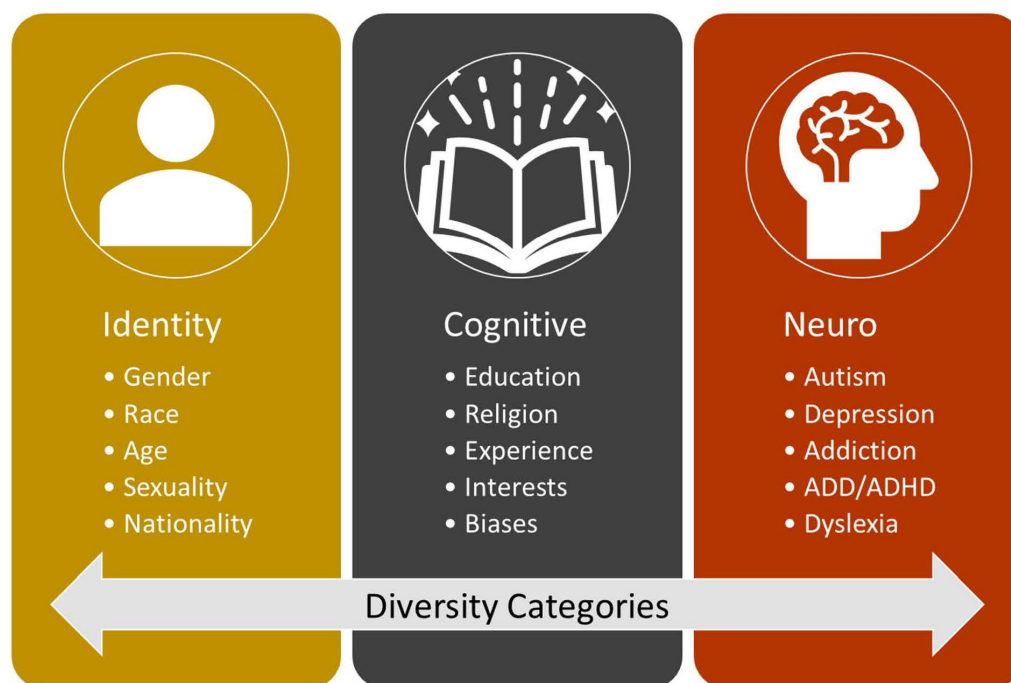 Identity
• Gender
• Race
• Age
• Sexuality
• Nationality
Cognitive
• Education
• Religion
• Experience
• Interests
• Biases
Neuro
• Autism
• Depression
• Addiction
• ADD/ADHD
• Dyslexia
Diversity Categories